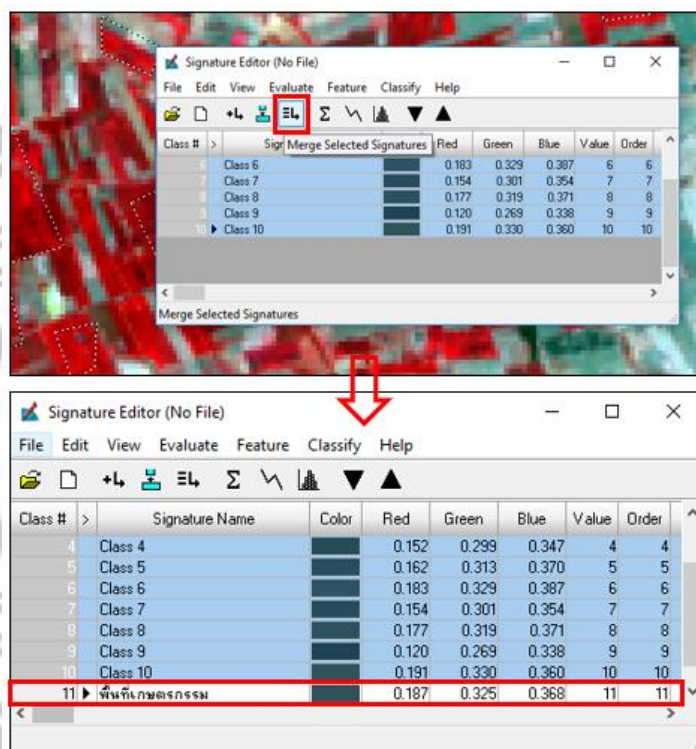 Signature Editor (No File)
File Edit View Evaluate Feature Classify Help
Class # > Sigr Merge Selected Signatures Red Green Blue Value Order
6 Class 6 0.183 0.329 0.387 6 6
7 Class 7 0.154 0.301 0.354 7 7
8 Class 8 0.177 0.319 0.371 8 8
9 Class 9 0.120 0.269 0.338 9 9
10 Class 10 0.191 0.330 0.360 10 10
Merge Selected Signatures
Signature Editor (No File)
File Edit View Evaluate Feature Classify Help
Class # > Signature Name Color Red Green Blue Value Order
4 Class 4 0.152 0.299 0.347 4 4
5 Class 5 0.162 0.313 0.370 5 5
6 Class 6 0.183 0.329 0.387 6 6
7 Class 7 0.154 0.301 0.354 7 7
8 Class 8 0.177 0.319 0.371 8 8
9 Class 9 0.120 0.269 0.338 9 9
10 Class 10 0.191 0.330 0.360 10 10
11 พื้นที่เกษตรกรรม 0.187 0.325 0.368 11 11